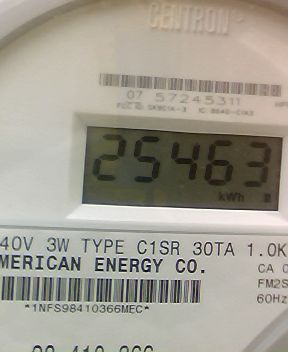 CENTRON®
07 57245311
25463
kWh
40V 3W TYPE C1SR 30TA 1.0K
MERICAN ENERGY CO.
CA 0
FM2S
60Hz
*1NFS98410366MEC*